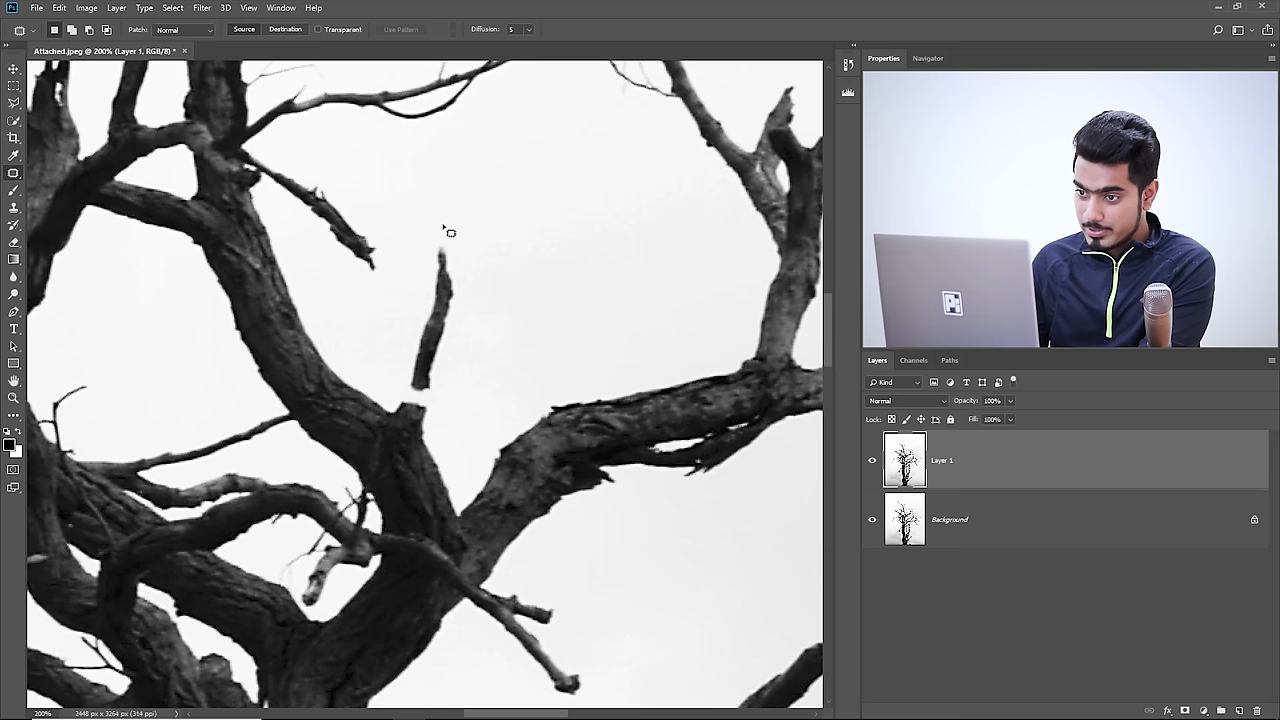 Ps File Edit Image Layer Type Select Filter 3D View Window Help
Patch: Normal Source Destination Transparent Use Pattern Diffusion: 5
Attached.jpeg @ 200% (Layer 1, RGB/8) * ×
Properties Navigator
Layers Channels Paths
Kind
Normal Opacity: 100%
Lock: Fill: 100%
Layer 1
Background
200% 2448 px x 3264 px (314 ppi)